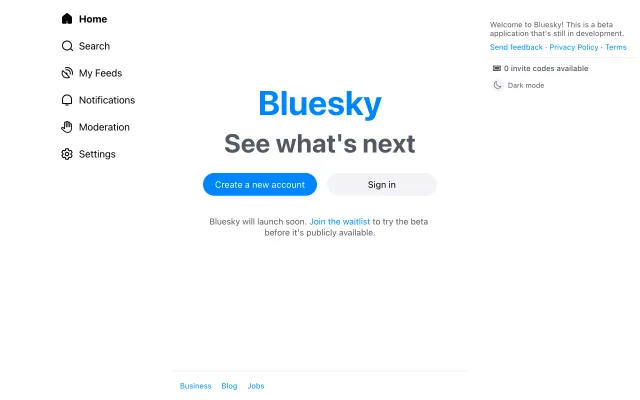 Home
Search
My Feeds
Notifications
Moderation
Settings
Bluesky
See what's next
Create a new account
Sign in
Bluesky will launch soon. Join the waitlist to try the beta
before it's publicly available.
Business Blog Jobs
Welcome to Bluesky! This is a beta
application that's still in development.
Send feedback · Privacy Policy · Terms
0 invite codes available
Dark mode